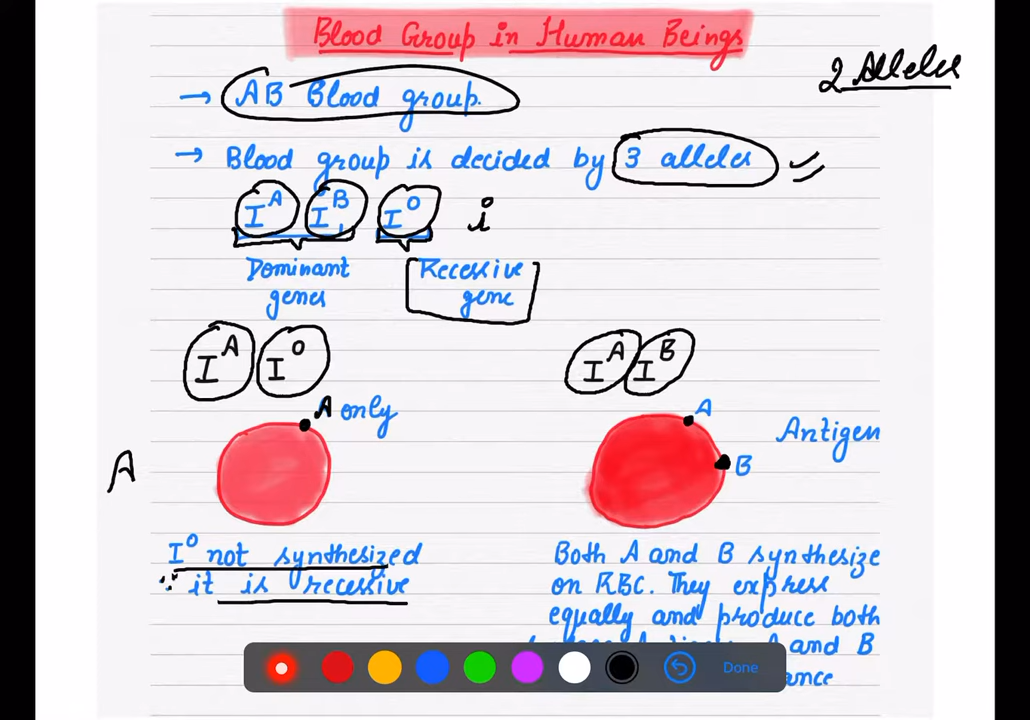 Blood Group in Human Beings
2 Alleles
→ AB Blood group.
→ Blood group is decided by 3 alleles
I^A I^B I^O i
Dominant genes
Recessive gene
I^A I^O
I^A I^B
A only
A
B
Antigen
A
I^O not synthesized
∵ it is recessive
Both A and B synthesize
on RBC. They express
equally and produce both
and B
Done